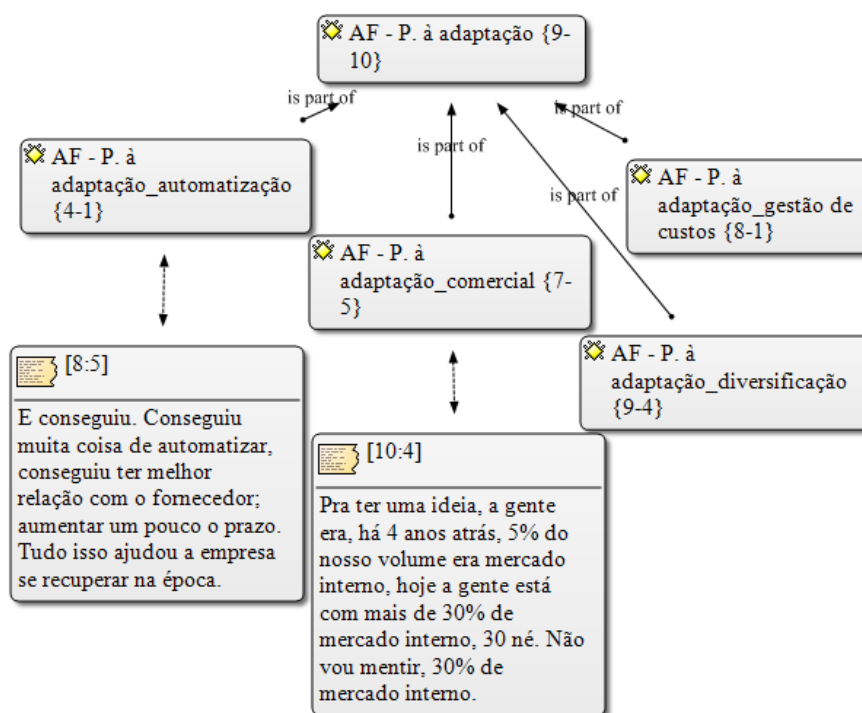 AF - P. à adaptação {9-
10}
is part of
is part of
is part of
is part of
AF - P. à
adaptação_automatização
{4-1}
AF - P. à
adaptação_gestão de
custos {8-1}
AF - P. à
adaptação_comercial {7-
5}
AF - P. à
adaptação_diversificação
{9-4}
[8:5]
E conseguiu. Conseguiu
muita coisa de automatizar,
conseguiu ter melhor
relação com o fornecedor;
aumentar um pouco o prazo.
Tudo isso ajudou a empresa
se recuperar na época.
[10:4]
Pra ter uma ideia, a gente
era, há 4 anos atrás, 5% do
nosso volume era mercado
interno, hoje a gente está
com mais de 30% de
mercado interno, 30 né. Não
vou mentir, 30% de
mercado interno.